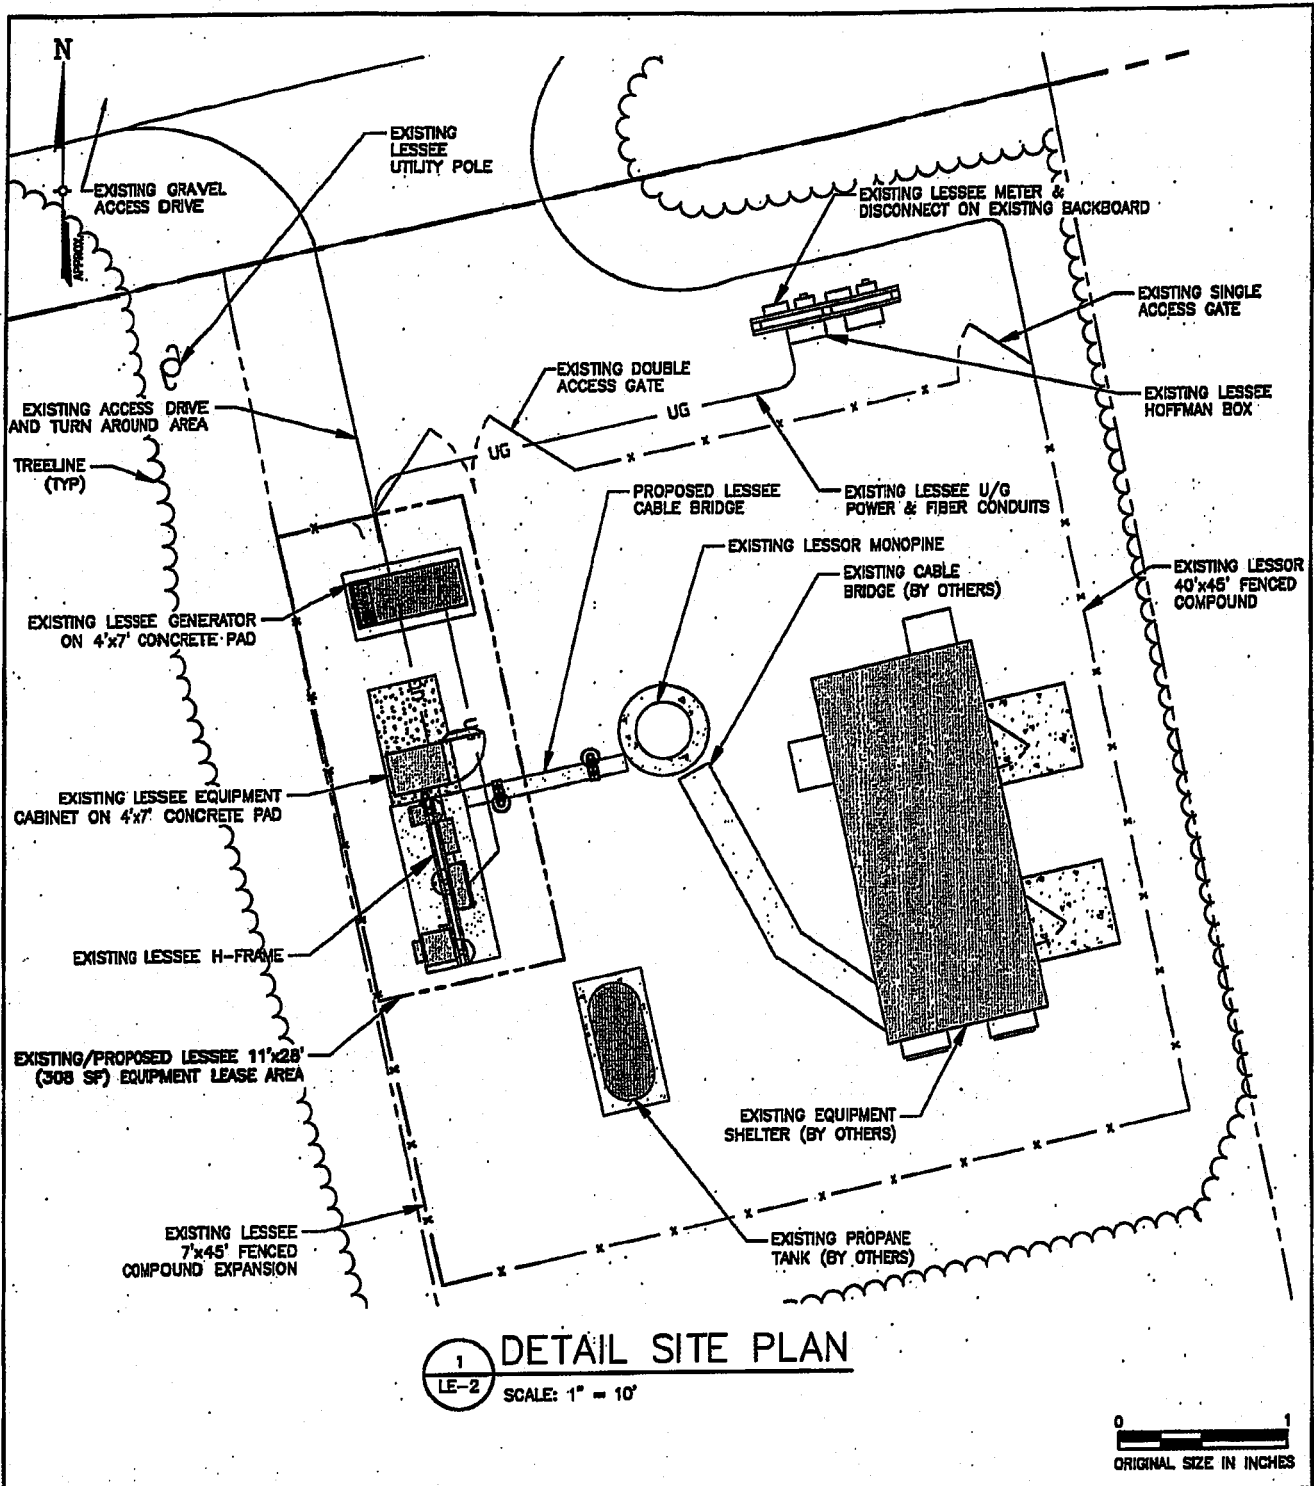 N
APPROX.
EXISTING GRAVEL
ACCESS DRIVE
EXISTING
LESSEE
UTILITY POLE
EXISTING LESSEE METER &
DISCONNECT ON EXISTING BACKBOARD
EXISTING SINGLE
ACCESS GATE
EXISTING DOUBLE
ACCESS GATE
EXISTING LESSEE
HOFFMAN BOX
EXISTING ACCESS DRIVE
AND TURN AROUND AREA
UG
UG
TREELINE
(TYP)
PROPOSED LESSEE
CABLE BRIDGE
EXISTING LESSEE U/G
POWER & FIBER CONDUITS
EXISTING LESSOR MONOPINE
EXISTING CABLE
BRIDGE (BY OTHERS)
EXISTING LESSOR
40'x45' FENCED
COMPOUND
EXISTING LESSEE GENERATOR
ON 4'x7' CONCRETE PAD
EXISTING LESSEE EQUIPMENT
CABINET ON 4'x7' CONCRETE PAD
EXISTING LESSEE H-FRAME
EXISTING/PROPOSED LESSEE 11'x28'
(308 SF) EQUIPMENT LEASE AREA
EXISTING EQUIPMENT
SHELTER (BY OTHERS)
EXISTING LESSEE
7'x45' FENCED
COMPOUND EXPANSION
EXISTING PROPANE
TANK (BY OTHERS)
1
LE-2
DETAIL SITE PLAN
SCALE: 1" = 10'
0 1
ORIGINAL SIZE IN INCHES